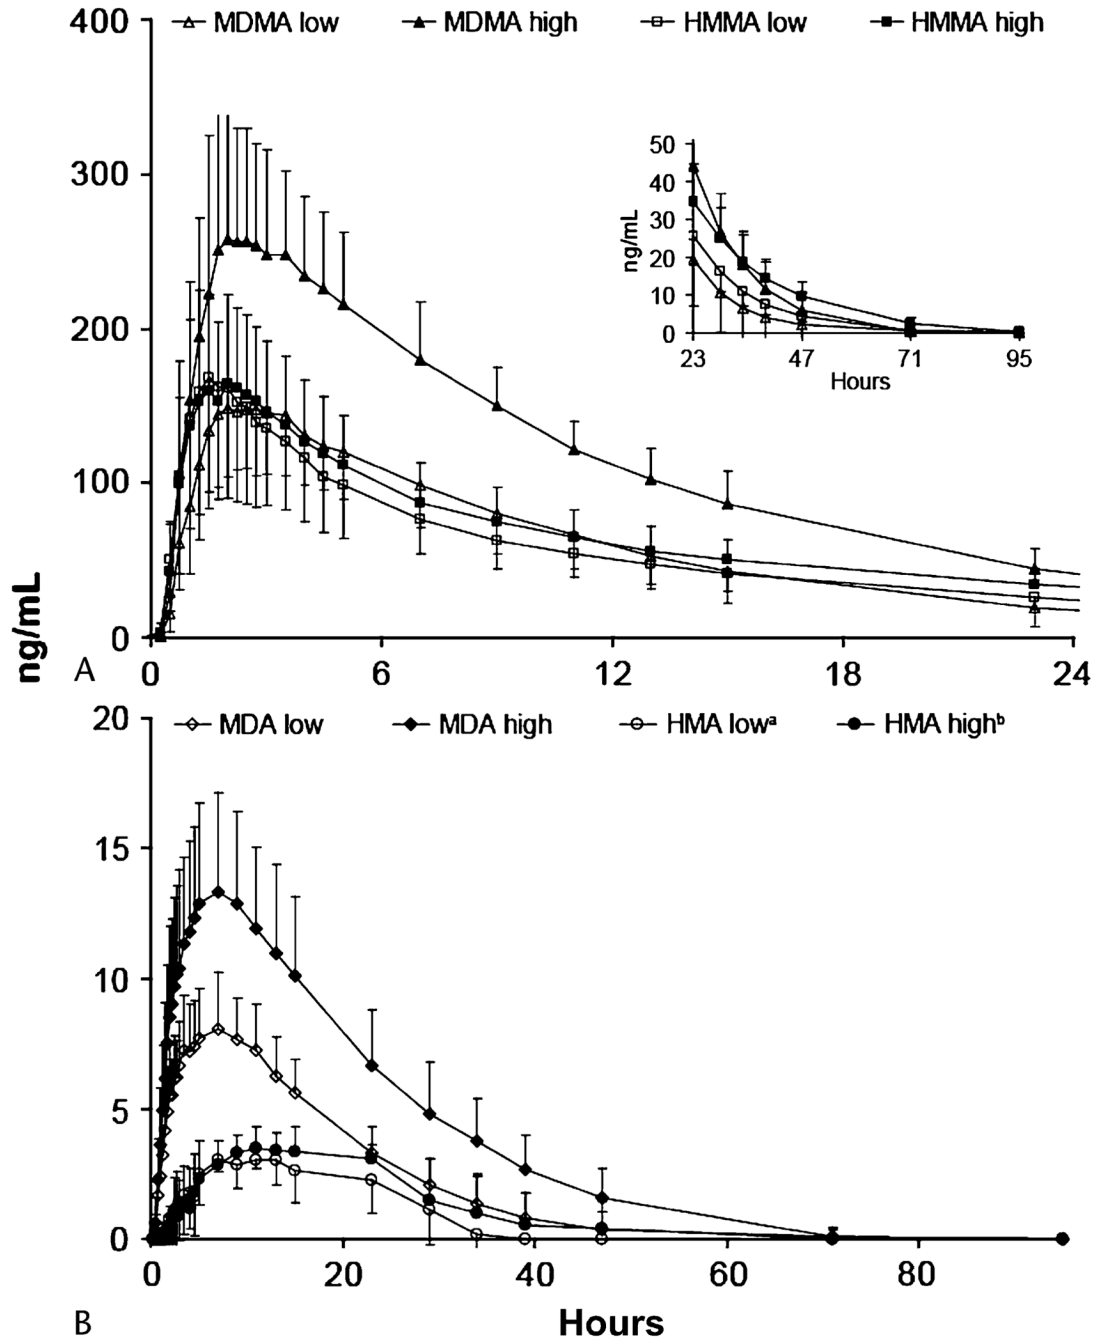 400 MDMA low MDMA high HMMA low HMMA high
300
200
100
0
0 6 12 18 24
A
50
40
30
20
10
0
ng/mL
23 47 71 95
Hours
ng/mL
20 MDA low MDA high HMA lowᵃ HMA highᵇ
15
10
5
0
0 20 40 60 80
B Hours